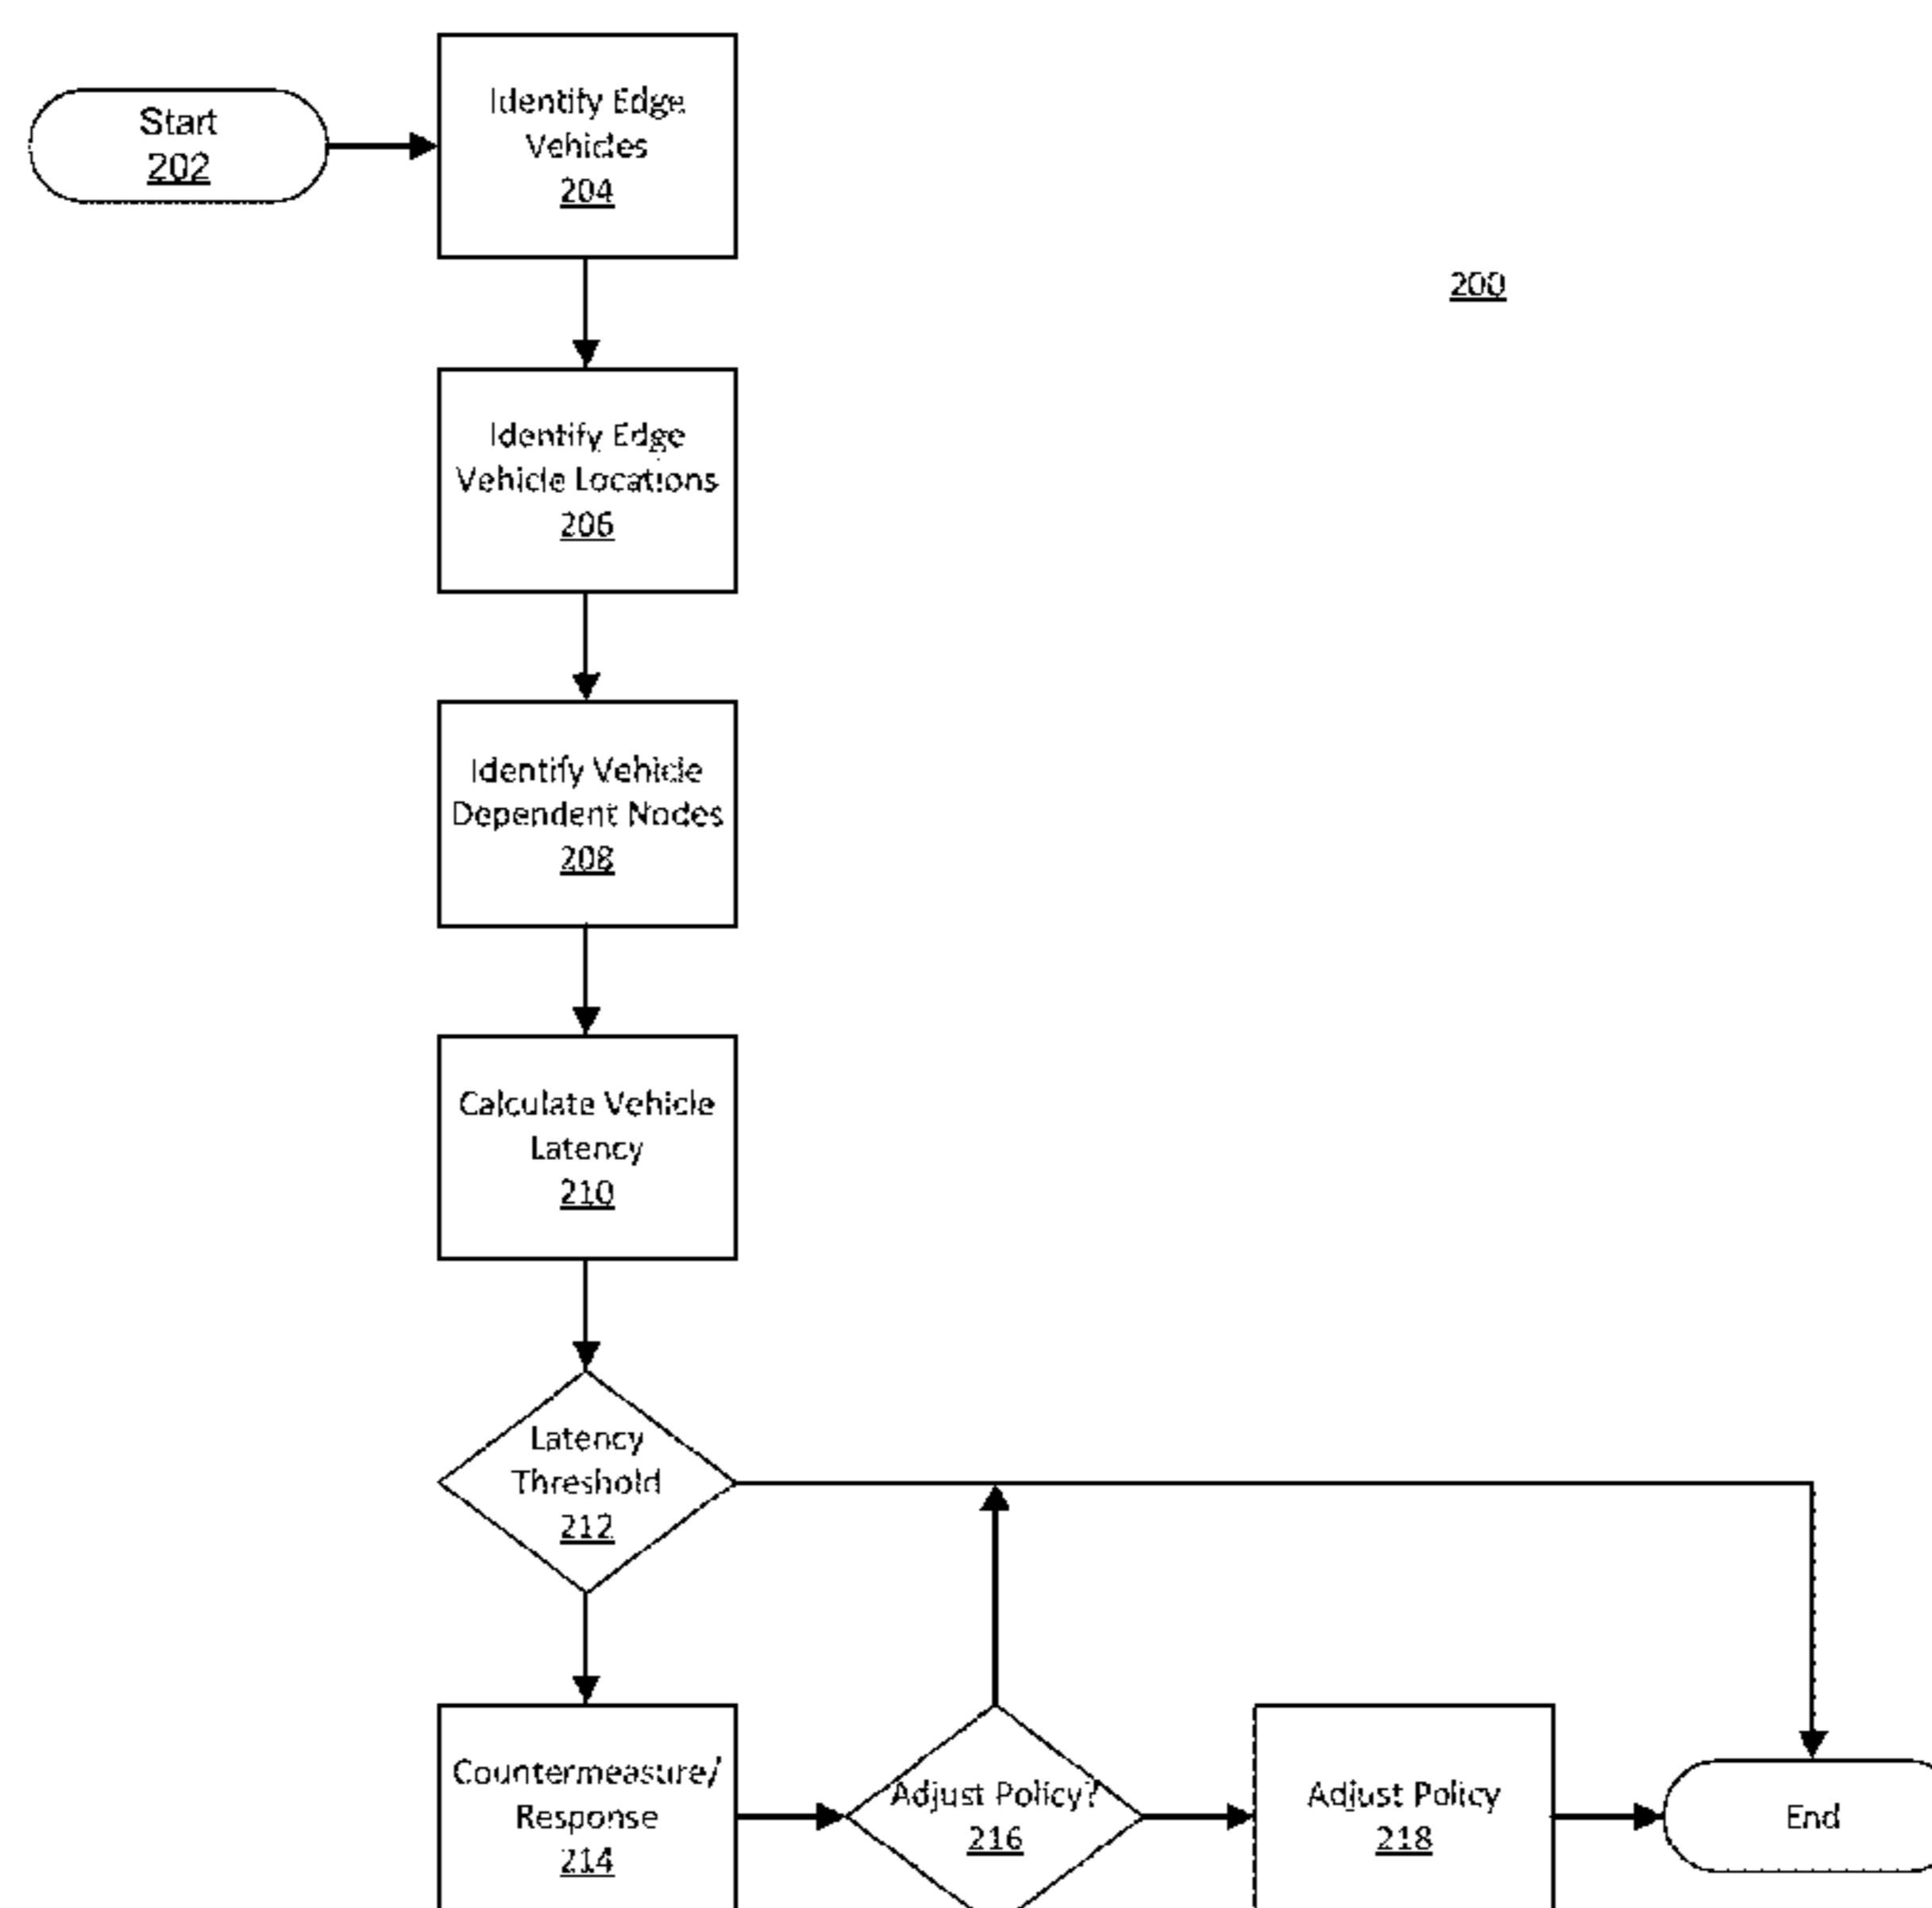 Start
202
Identify Edge
Vehicles
204
200
Identify Edge
Vehicle Locations
206
Identify Vehicle
Dependent Nodes
208
Calculate Vehicle
Latency
210
Latency
Threshold
212
Countermeasure/
Response
214
Adjust Policy?
216
Adjust Policy
218
End